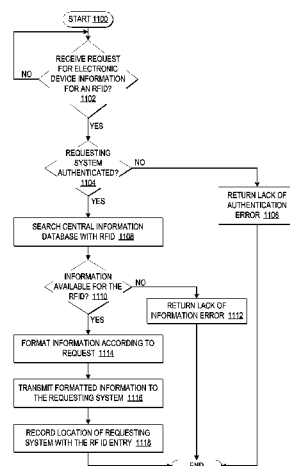 START 1100
RECEIVE REQUEST
FOR ELECTRONIC
DEVICE INFORMATION
FOR AN RFID?
1102
NO
YES
REQUESTING
SYSTEM
AUTHENTICATED?
1104
NO
YES
RETURN LACK OF
AUTHENTICATION
ERROR 1106
SEARCH CENTRAL INFORMATION
DATABASE WITH RFID 1108
INFORMATION
AVAILABLE FOR THE
RFID? 1110
NO
YES
RETURN LACK OF
INFORMATION ERROR 1112
FORMAT INFORMATION ACCORDING TO
REQUEST 1114
TRANSMIT FORMATTED INFORMATION TO
THE REQUESTING SYSTEM 1116
RECORD LOCATION OF REQUESTING
SYSTEM WITH THE RF ID ENTRY 1118
END